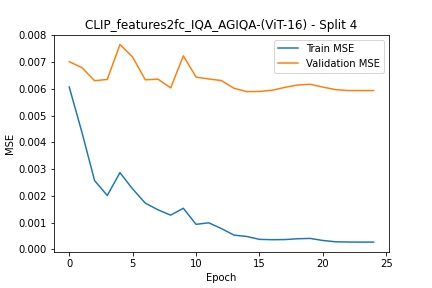 CLIP_features2fc_IQA_AGIQA-(ViT-16) - Split 4
Train MSE
Validation MSE
0.008
0.007
0.006
0.005
0.004
0.003
0.002
0.001
0.000
MSE
0 5 10 15 20 25
Epoch